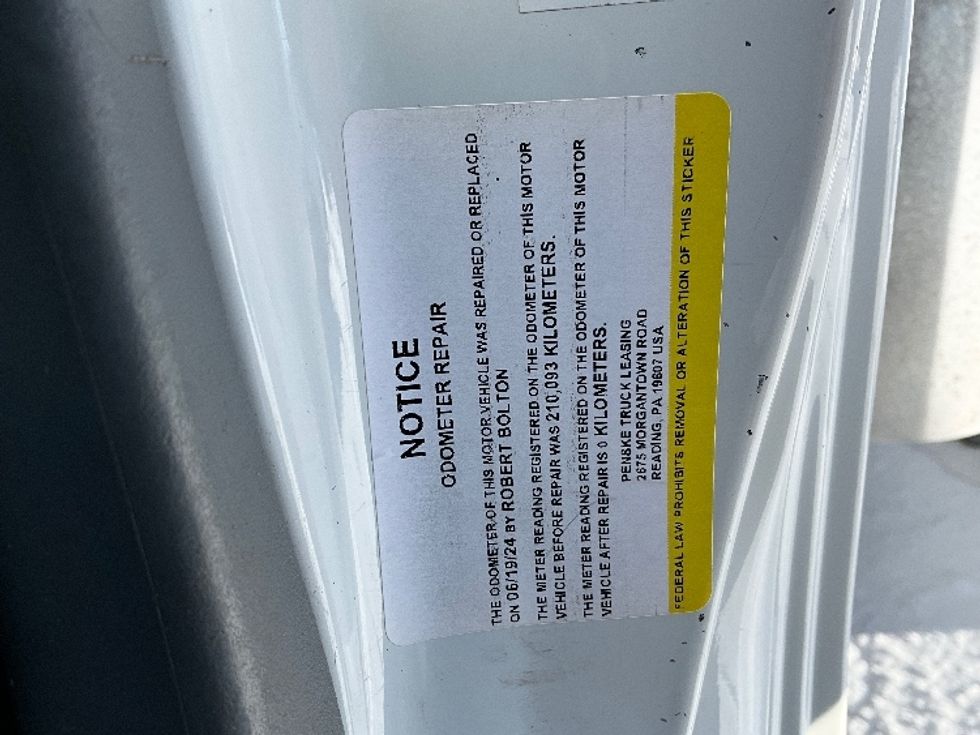 NOTICE
ODOMETER REPAIR
THE ODOMETER OF THIS MOTOR VEHICLE WAS REPAIRED OR REPLACED
ON 06/19/24 BY ROBERT BOLTON
THE METER READING REGISTERED ON THE ODOMETER OF THIS MOTOR
VEHICLE BEFORE REPAIR WAS 210,093 KILOMETERS.
THE METER READING REGISTERED ON THE ODOMETER OF THIS MOTOR
VEHICLE AFTER REPAIR IS 0 KILOMETERS.
PENSKE TRUCK LEASING
2675 MORGANTOWN ROAD
READING, PA 19607 USA
FEDERAL LAW PROHIBITS REMOVAL OR ALTERATION OF THIS STICKER